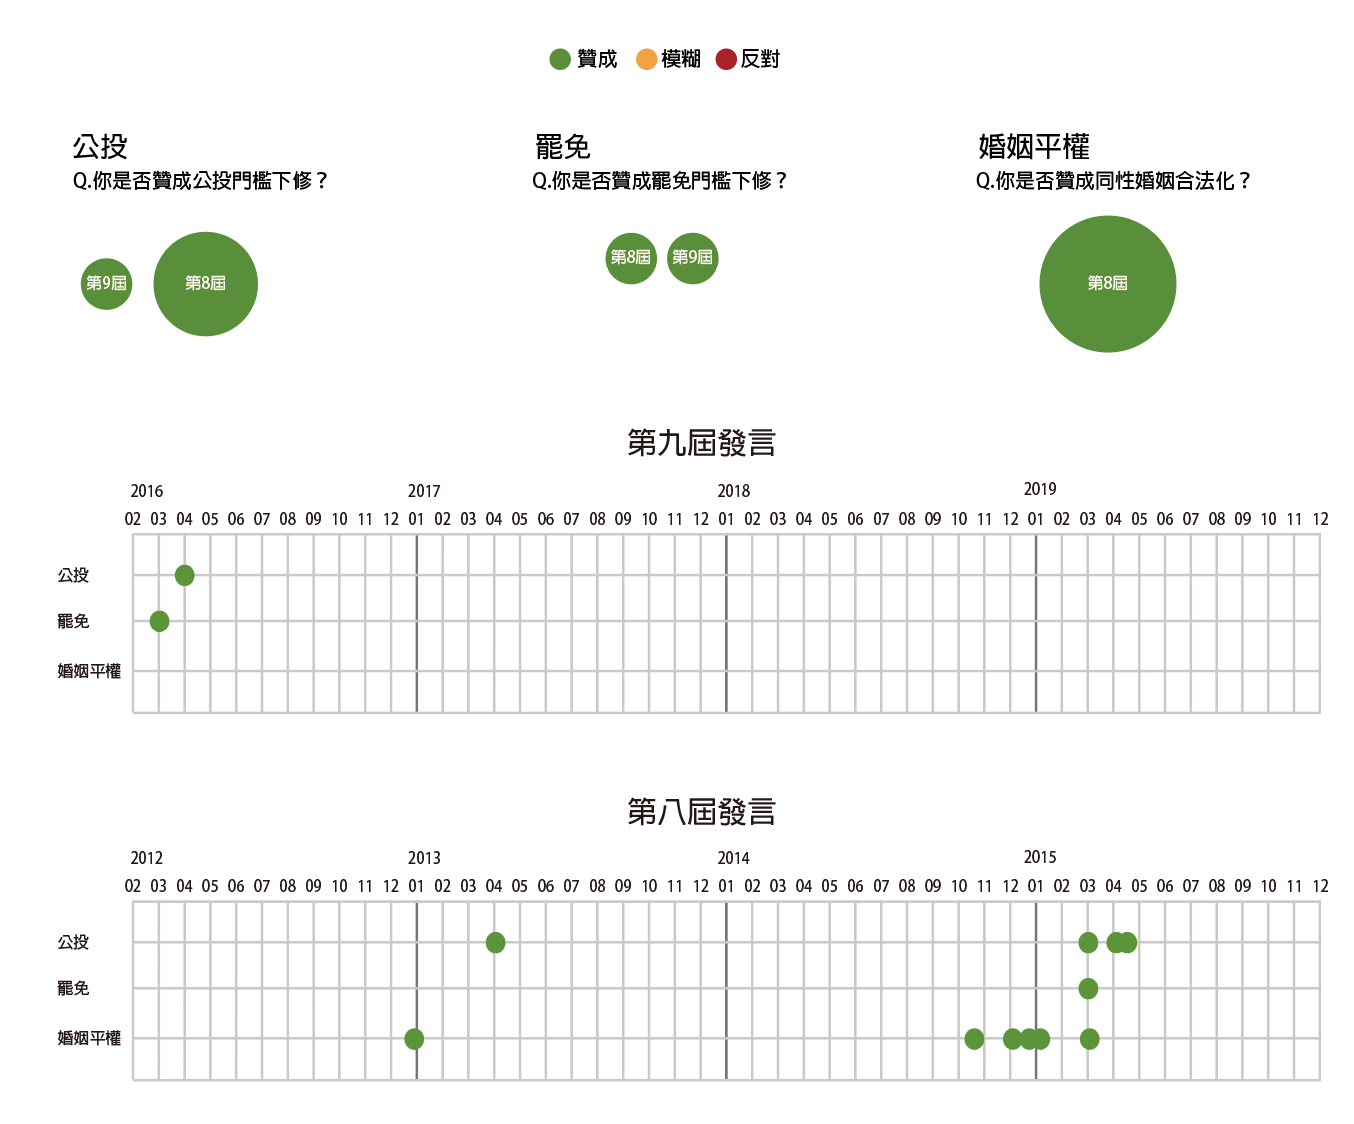 贊成 模糊 反對
公投 罷免 婚姻平權
Q.你是否贊成公投門檻下修？ Q.你是否贊成罷免門檻下修？ Q.你是否贊成同性婚姻合法化？
第9屆 第8屆 第8屆 第9屆 第8屆
第九屆發言
2016 2017 2018 2019
02 03 04 05 06 07 08 09 10 11 12 01 02 03 04 05 06 07 08 09 10 11 12 01 02 03 04 05 06 07 08 09 10 11 12 01 02 03 04 05 06 07 08 09 10 11 12
公投
罷免
婚姻平權
第八屆發言
2012 2013 2014 2015
02 03 04 05 06 07 08 09 10 11 12 01 02 03 04 05 06 07 08 09 10 11 12 01 02 03 04 05 06 07 08 09 10 11 12 01 02 03 04 05 06 07 08 09 10 11 12
公投
罷免
婚姻平權